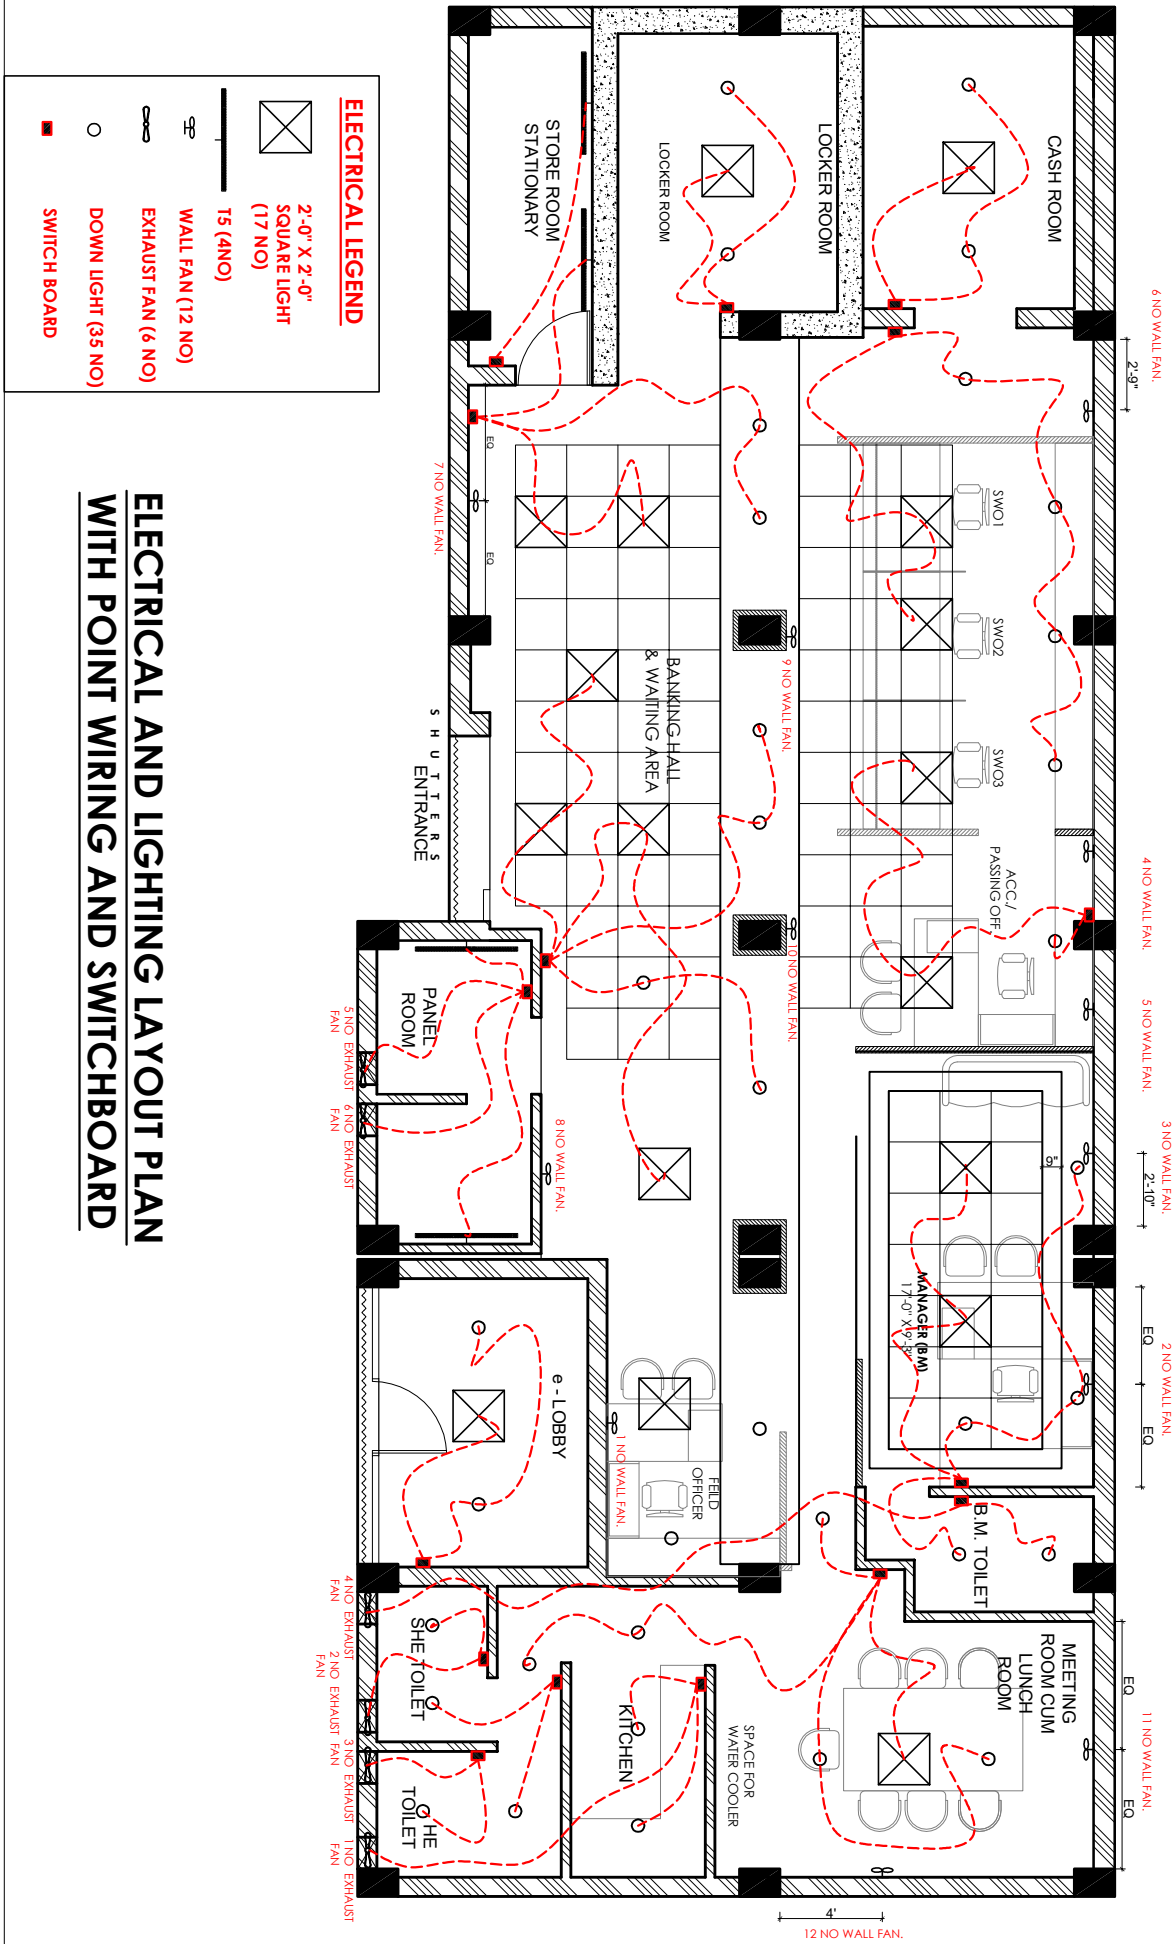 ELECTRICAL AND LIGHTING LAYOUT PLAN
WITH POINT WIRING AND SWITCHBOARD
ELECTRICAL LEGEND
2'-0" X 2'-0"
SQUARE LIGHT
(17 NO)
T5 (4NO)
WALL FAN (12 NO)
EXHAUST FAN (6 NO)
DOWN LIGHT (35 NO)
SWITCH BOARD
CASH ROOM
LOCKER ROOM
LOCKER ROOM
STORE ROOM
STATIONARY
6 NO WALL FAN.
2'-9"
EQ
EQ
7 NO WALL FAN.
SWO1
SWO2
SWO3
BANKING HALL
& WAITING AREA
9 NO WALL FAN.
SHUTTERS
ENTRANCE
ACC./
PASSING OFF
4 NO WALL FAN.
10 NO WALL FAN.
5 NO WALL FAN.
PANEL
ROOM
5 NO EXHAUST
FAN
6 NO EXHAUST
FAN
8 NO WALL FAN.
3 NO WALL FAN.
2'-10"
9"
MANAGER (BM)
17'-0" X 9'-3"
EQ
2 NO WALL FAN.
EQ
e - LOBBY
1 NO WALL FAN.
FEILD
OFFICER
B.M. TOILET
4 NO EXHAUST
FAN
SHE TOILET
2 NO EXHAUST
FAN
3 NO EXHAUST
FAN
HE
TOILET
1 NO EXHAUST
FAN
KITCHEN
SPACE FOR
WATER COOLER
MEETING
ROOM CUM
LUNCH
ROOM
EQ
11 NO WALL FAN.
EQ
4'
12 NO WALL FAN.